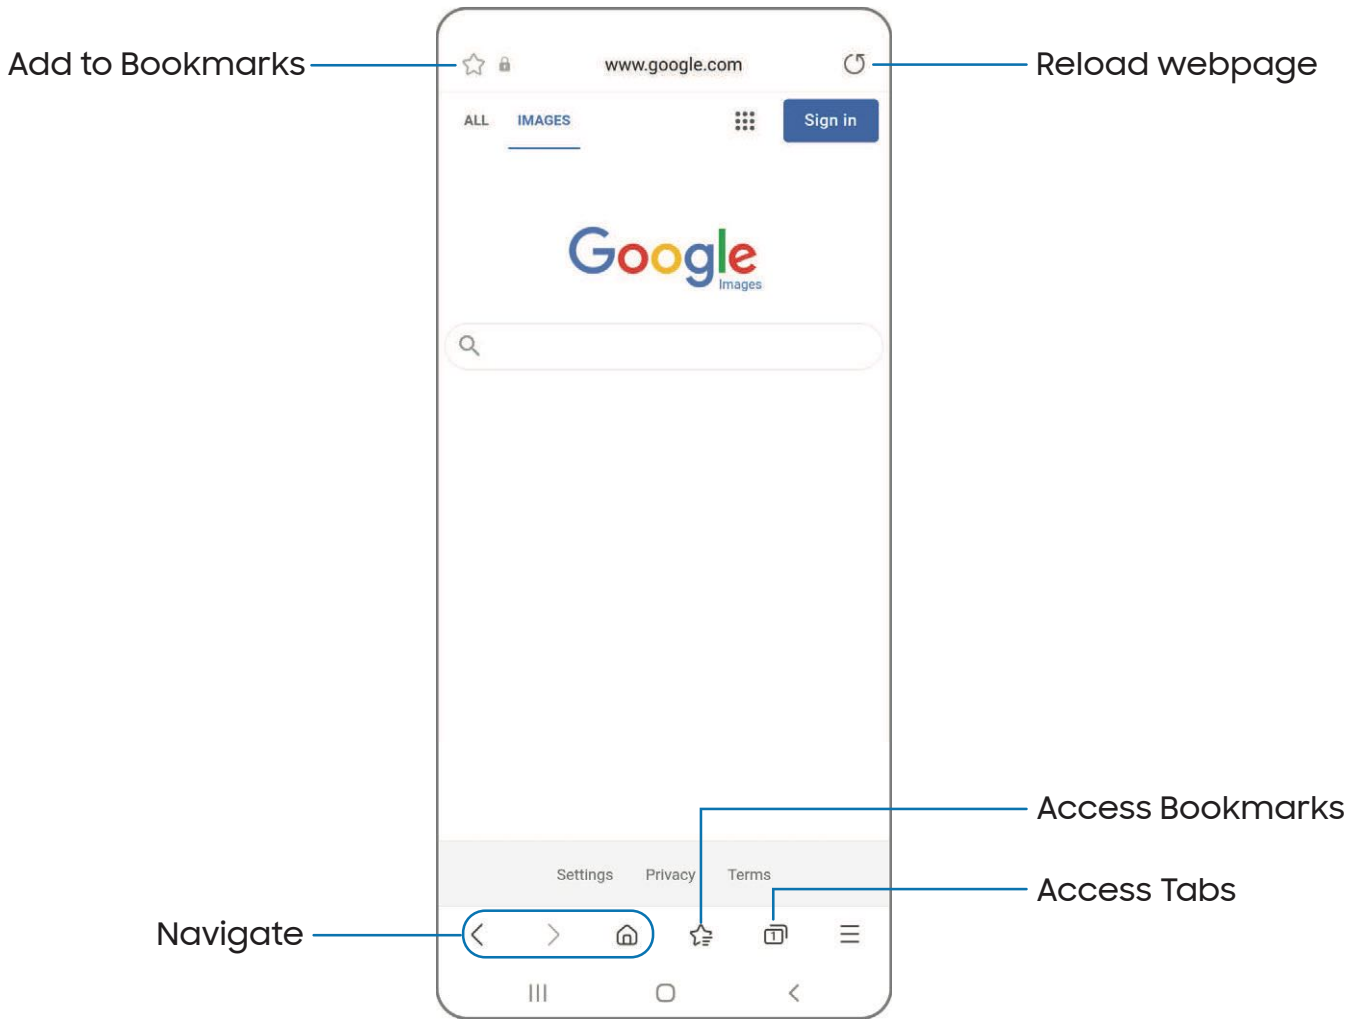 Add to Bookmarks
www.google.com
Reload webpage
ALL IMAGES
Sign in
Google
Images
Access Bookmarks
Settings Privacy Terms
Access Tabs
Navigate
1